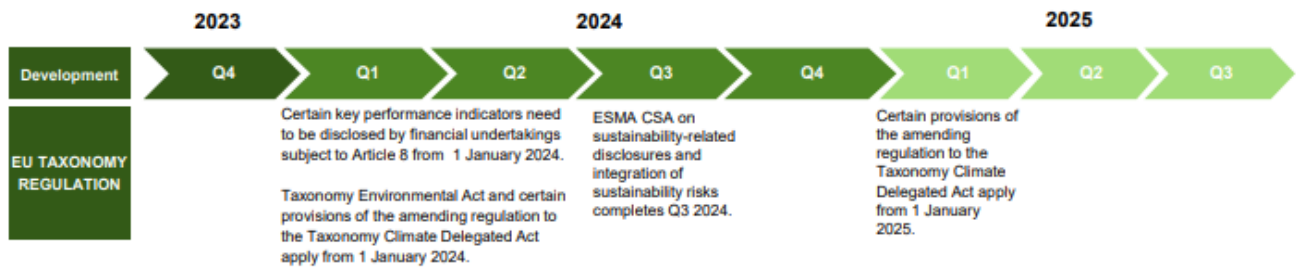 2023
2024
2025
Development
Q4
Q1
Q2
Q3
Q4
Q1
Q2
Q3
EU TAXONOMY
REGULATION
Certain key performance indicators need
to be disclosed by financial undertakings
subject to Article 8 from 1 January 2024.
Taxonomy Environmental Act and certain
provisions of the amending regulation to
the Taxonomy Climate Delegated Act
apply from 1 January 2024.
ESMA CSA on
sustainability-related
disclosures and
integration of
sustainability risks
completes Q3 2024.
Certain provisions of
the amending
regulation to the
Taxonomy Climate
Delegated Act apply
from 1 January
2025.